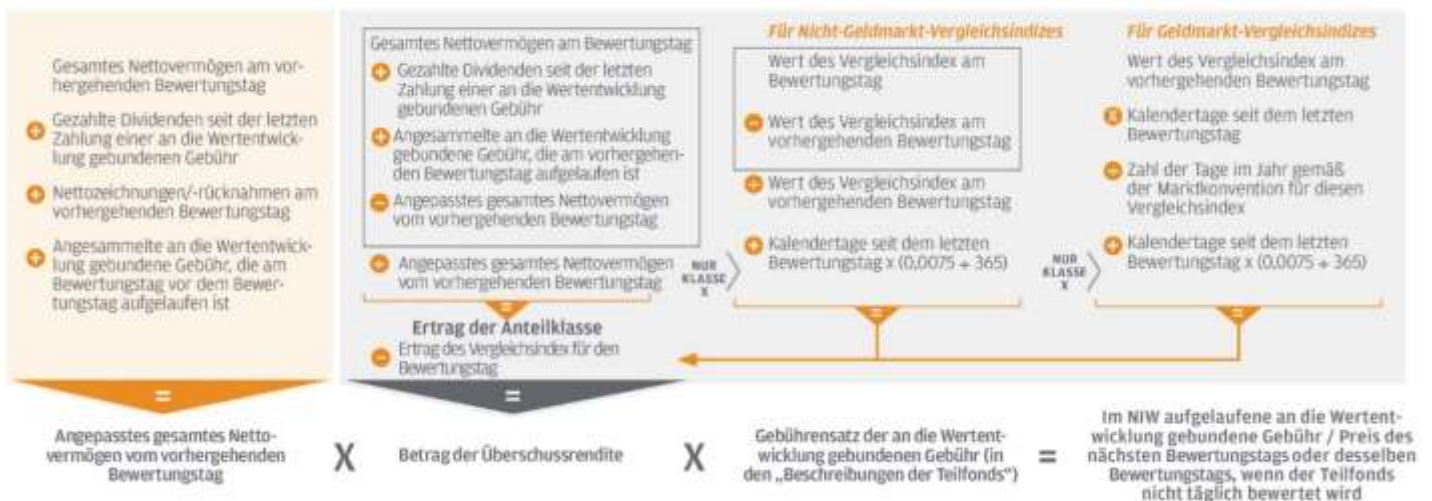 Gesamtes Nettovermögen am vor-
hergehenden Bewertungstag
+ Gezahlte Dividenden seit der letzten
Zahlung einer an die Wertentwick-
lung gebundenen Gebühr
+ Nettozeichnungen/-rücknahmen am
vorhergehenden Bewertungstag
+ Angesammelte an die Wertentwick-
lung gebundene Gebühr, die am
Bewertungstag vor dem Bewer-
tungstag aufgelaufen ist
=
Gesamtes Nettovermögen am Bewertungstag
+ Gezahlte Dividenden seit der letzten
Zahlung einer an die Wertentwicklung
gebundenen Gebühr
+ Angesammelte an die Wertentwicklung
gebundene Gebühr, die am vorhergehen-
den Bewertungstag aufgelaufen ist
− Angepasstes gesamtes Nettovermögen
vom vorhergehenden Bewertungstag
÷ Angepasstes gesamtes Nettovermögen
vom vorhergehenden Bewertungstag
=
Ertrag der Anteilklasse
− Ertrag des Vergleichsindex für den
Bewertungstag
=
NUR
KLASSE
X
Für Nicht-Geldmarkt-Vergleichsindizes
Wert des Vergleichsindex am
Bewertungstag
− Wert des Vergleichsindex am
vorhergehenden Bewertungstag
÷ Wert des Vergleichsindex am
vorhergehenden Bewertungstag
+ Kalendertage seit dem letzten
Bewertungstag x (0,0075 ÷ 365)
=
NUR
KLASSE
X
Für Geldmarkt-Vergleichsindizes
Wert des Vergleichsindex am
vorhergehenden Bewertungstag
x Kalendertage seit dem letzten
Bewertungstag
÷ Zahl der Tage im Jahr gemäß
der Marktkonvention für diesen
Vergleichsindex
+ Kalendertage seit dem letzten
Bewertungstag x (0,0075 ÷ 365)
=
Angepasstes gesamtes Netto-
vermögen vom vorhergehenden
Bewertungstag
X
Betrag der Überschussrendite
X
Gebührensatz der an die Wertent-
wicklung gebundenen Gebühr (in
den „Beschreibungen der Teilfonds“)
=
Im NIW aufgelaufene an die Wertent-
wicklung gebundene Gebühr / Preis des
nächsten Bewertungstags oder desselben
Bewertungstags, wenn der Teilfonds
nicht täglich bewertet wird